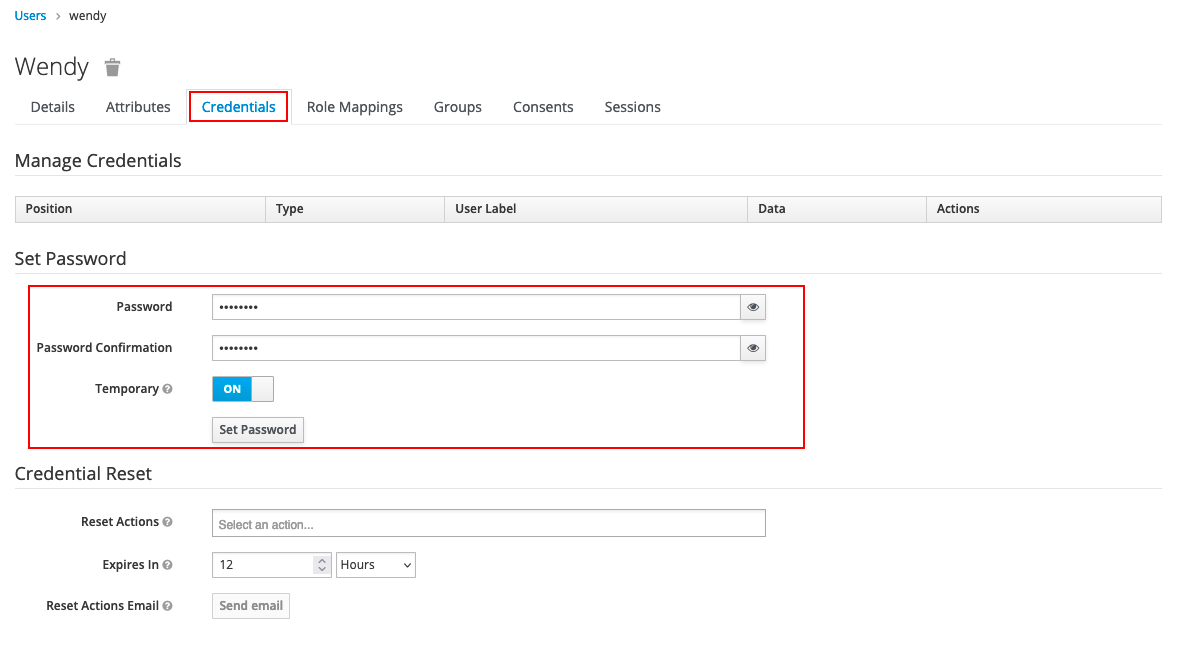 Users > wendy
Wendy
Details Attributes Credentials Role Mappings Groups Consents Sessions
Manage Credentials
Position Type User Label Data Actions
Set Password
Password ••••••••
Password Confirmation ••••••••
Temporary ON
Set Password
Credential Reset
Reset Actions Select an action...
Expires In 12 Hours
Reset Actions Email Send email